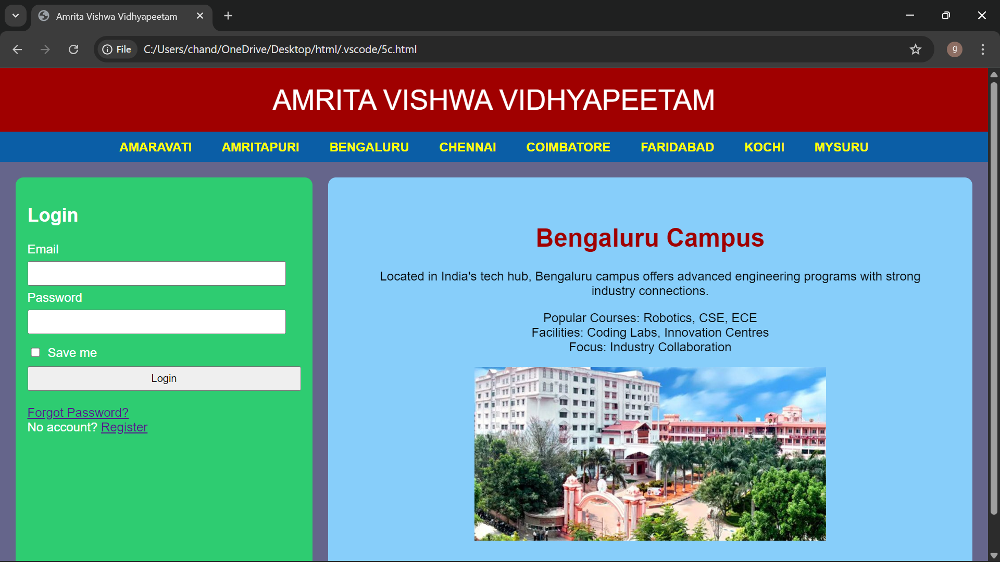 Amrita Vishwa Vidhyapeetam
File
C:/Users/chand/OneDrive/Desktop/html/.vscode/5c.html
g
AMRITA VISHWA VIDHYAPEETAM
AMARAVATI AMRITAPURI BENGALURU CHENNAI COIMBATORE FARIDABAD KOCHI MYSURU
Login
Email
Password
Save me
Login
Forgot Password?
No account? Register
Bengaluru Campus
Located in India's tech hub, Bengaluru campus offers advanced engineering programs with strong
industry connections.
Popular Courses: Robotics, CSE, ECE
Facilities: Coding Labs, Innovation Centres
Focus: Industry Collaboration